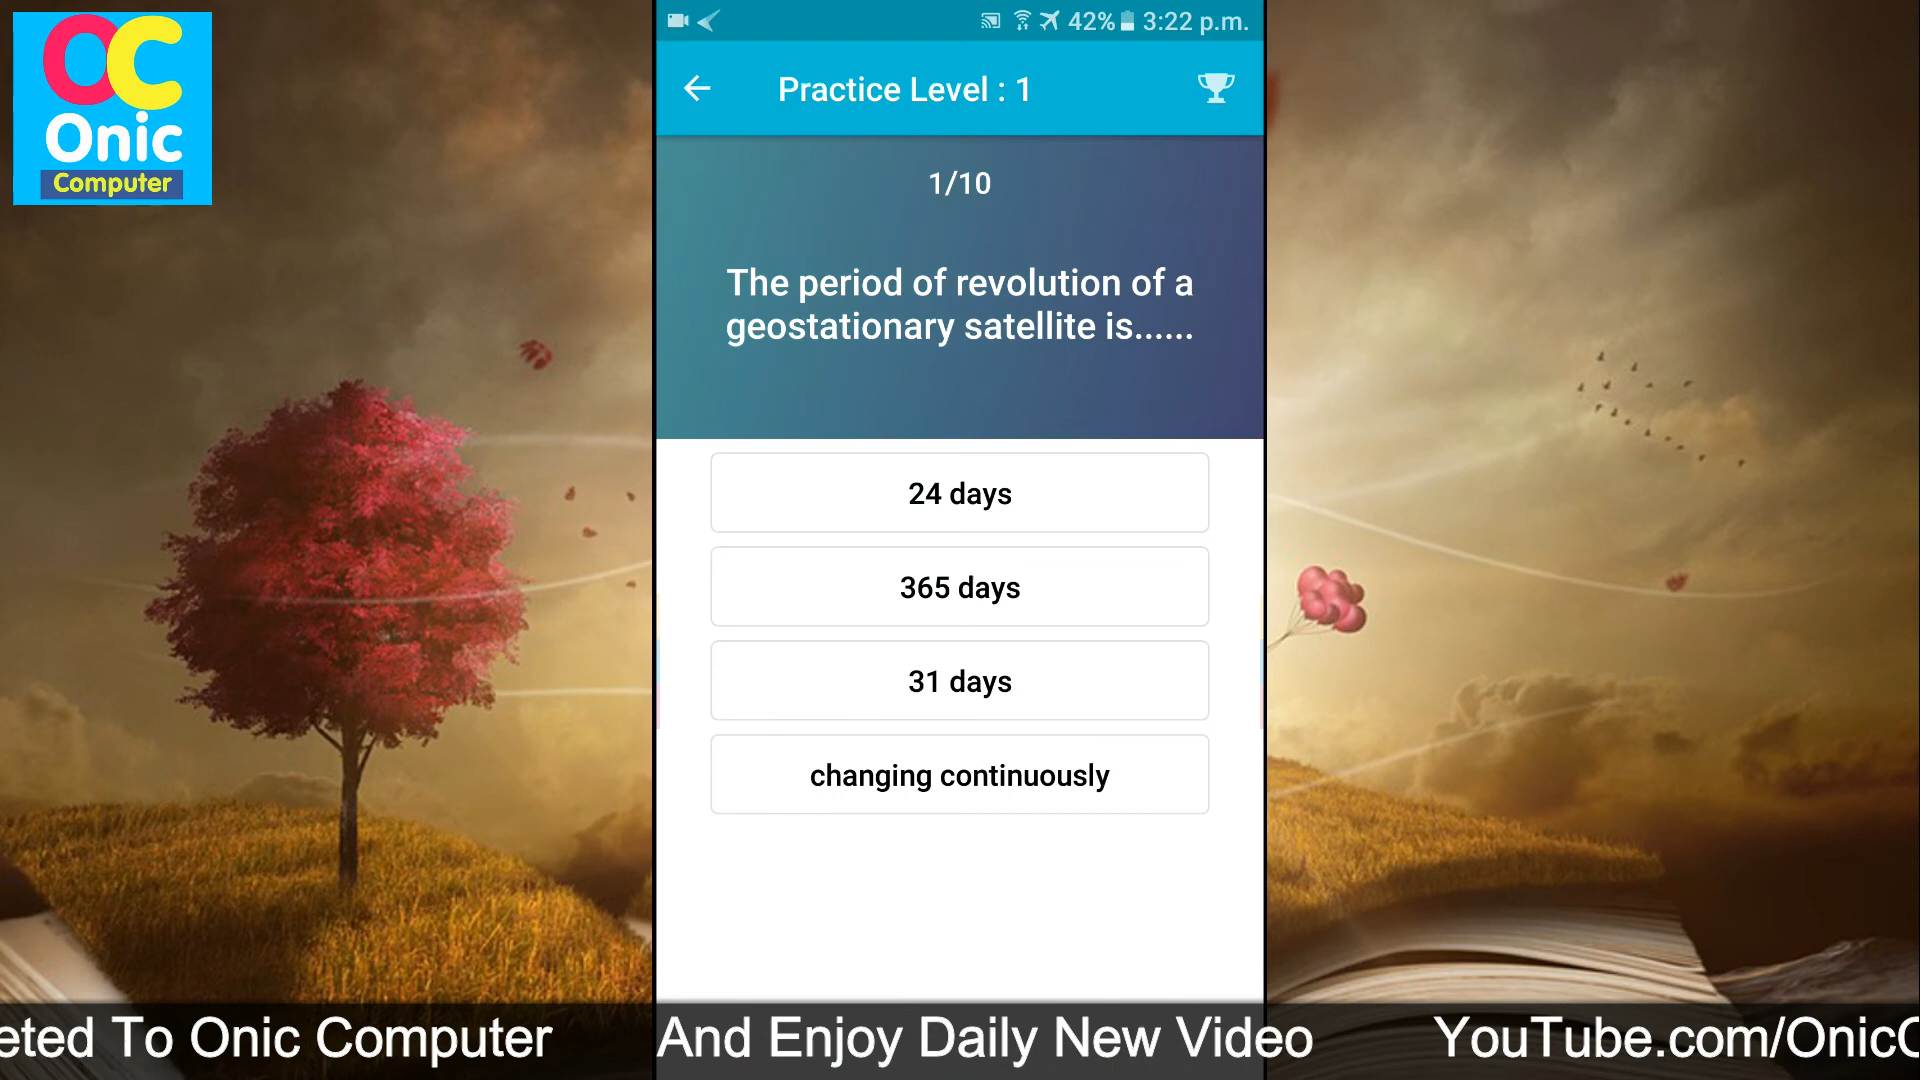 OC
Onic
Computer
42% 3:22 p.m.
Practice Level : 1
1/10
The period of revolution of a
geostationary satellite is......
24 days
365 days
31 days
changing continuously
eted To Onic Computer And Enjoy Daily New Video YouTube.com/OnicC